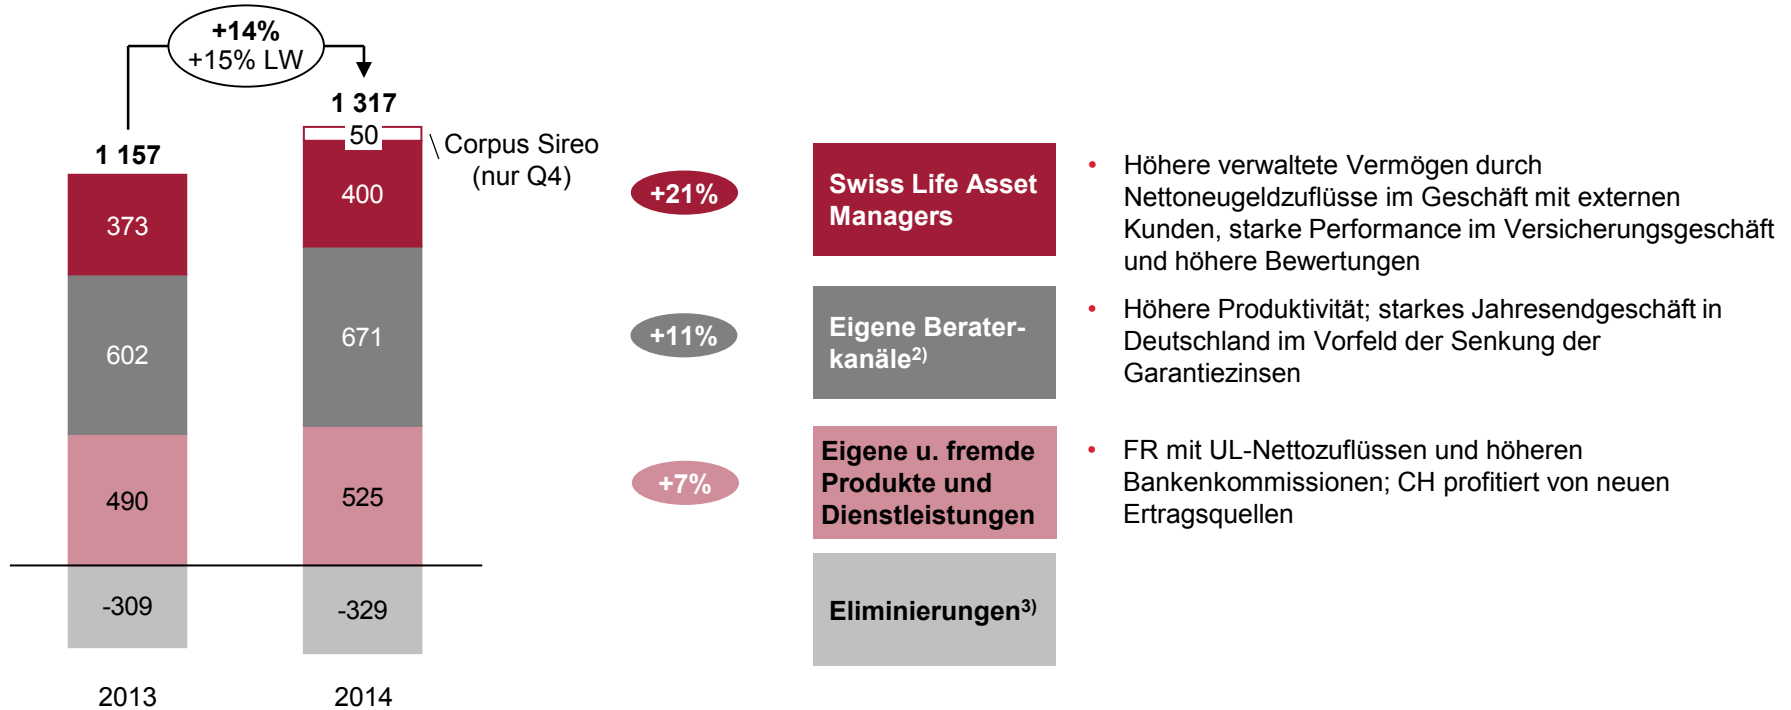 +14%
+15% LW
1 317
1 157
50
Corpus Sireo
(nur Q4)
373
400
602
671
490
525
-309
-329
2013
2014
+21%
Swiss Life Asset
Managers
• Höhere verwaltete Vermögen durch
Nettoneugeldzuflüsse im Geschäft mit externen
Kunden, starke Performance im Versicherungsgeschäft
und höhere Bewertungen
+11%
Eigene Berater-
kanäle2)
• Höhere Produktivität; starkes Jahresendgeschäft in
Deutschland im Vorfeld der Senkung der
Garantiezinsen
+7%
Eigene u. fremde
Produkte und
Dienstleistungen
• FR mit UL-Nettozuflüssen und höheren
Bankenkommissionen; CH profitiert von neuen
Ertragsquellen
Eliminierungen3)